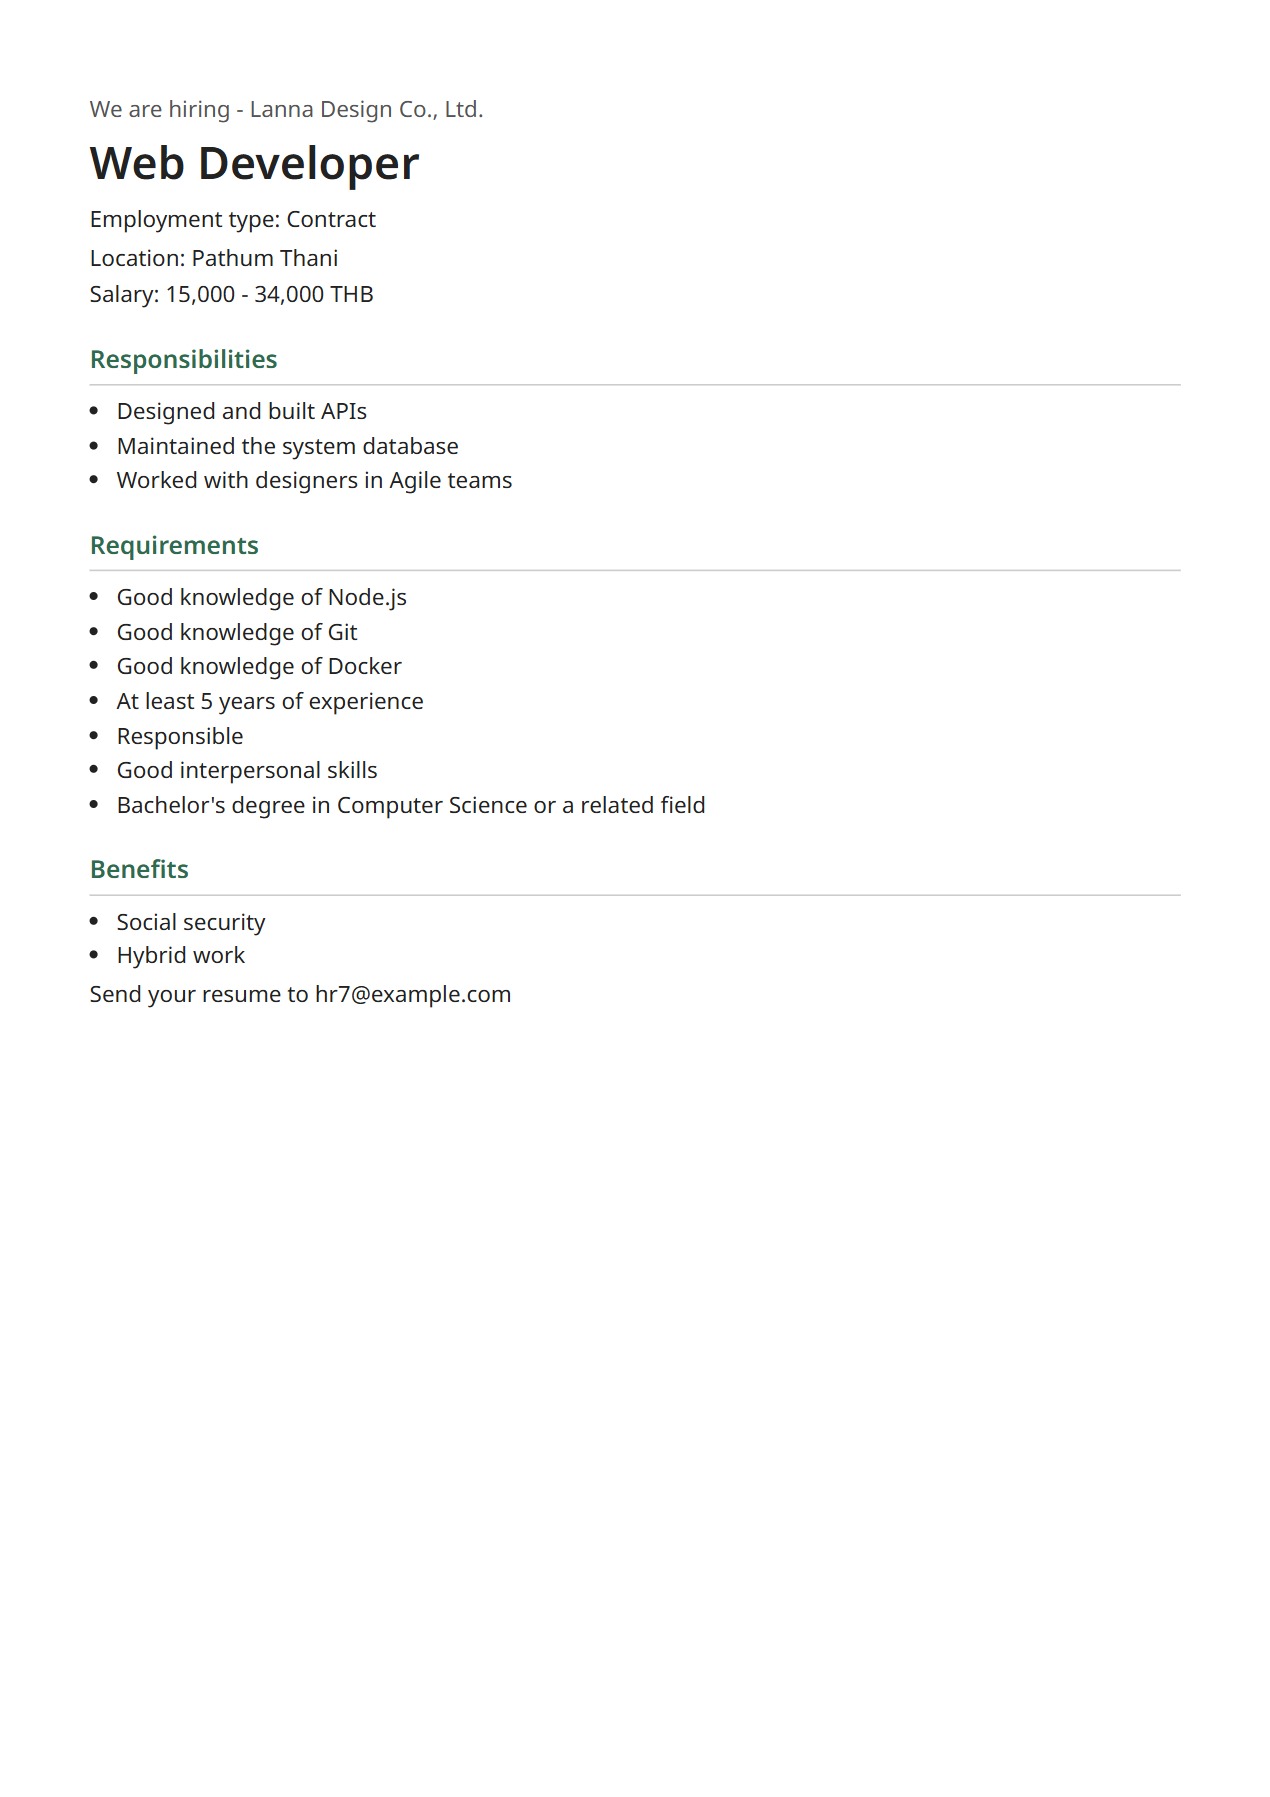 We are hiring - Lanna Design Co., Ltd.
Web Developer
Employment type: Contract
Location: Pathum Thani
Salary: 15,000 - 34,000 THB
Responsibilities
• Designed and built APIs
• Maintained the system database
• Worked with designers in Agile teams
Requirements
• Good knowledge of Node.js
• Good knowledge of Git
• Good knowledge of Docker
• At least 5 years of experience
• Responsible
• Good interpersonal skills
• Bachelor's degree in Computer Science or a related field
Benefits
• Social security
• Hybrid work
Send your resume to hr7@example.com